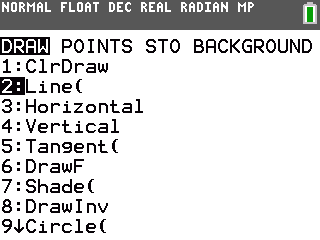 NORMAL FLOAT DEC REAL RADIAN MP
DRAW POINTS STO BACKGROUND
1:ClrDraw
2:Line(
3:Horizontal
4:Vertical
5:Tangent(
6:DrawF
7:Shade(
8:DrawInv
9↓Circle(